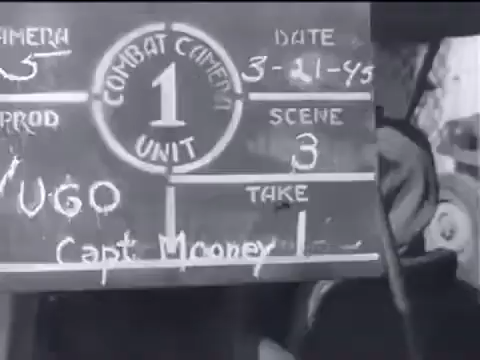 AMERA
5
PROD
YUGO
COMBAT CAMERA
1
UNIT
DATE
3-21-45
SCENE
3
TAKE
1
Capt. Mooney